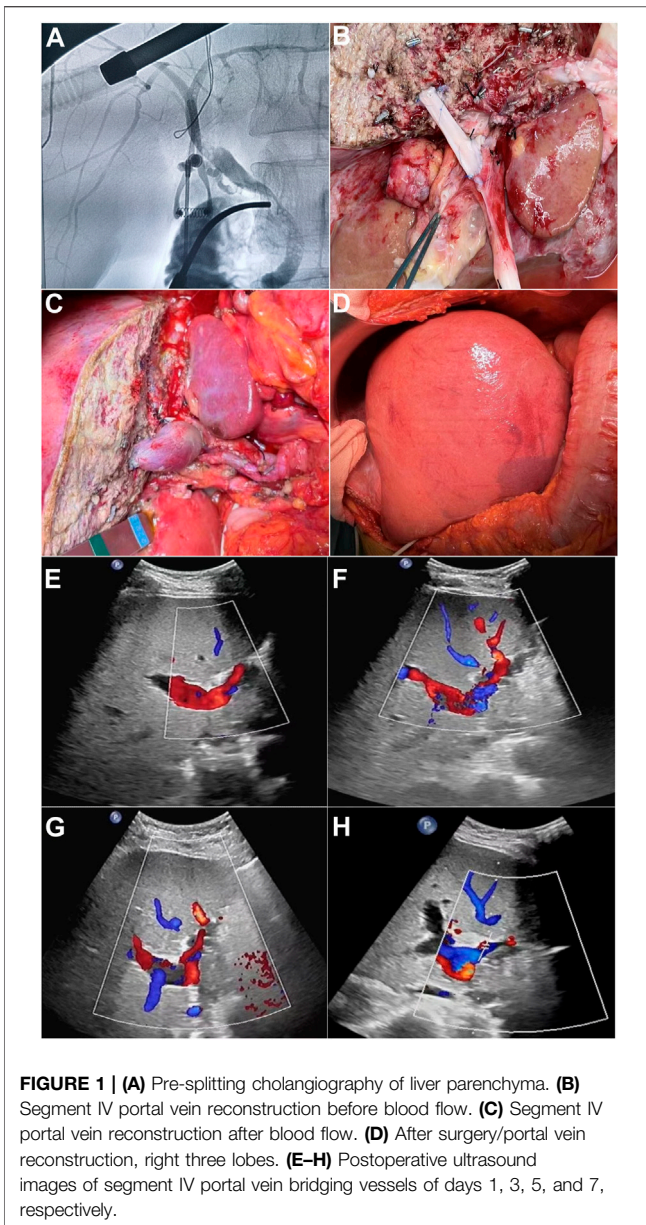 A
B
C
D
E
P
F
P
G
P
H
P
FIGURE 1 | (A) Pre-splitting cholangiography of liver parenchyma. (B)
Segment IV portal vein reconstruction before blood flow. (C) Segment IV
portal vein reconstruction after blood flow. (D) After surgery/portal vein
reconstruction, right three lobes. (E–H) Postoperative ultrasound
images of segment IV portal vein bridging vessels of days 1, 3, 5, and 7,
respectively.